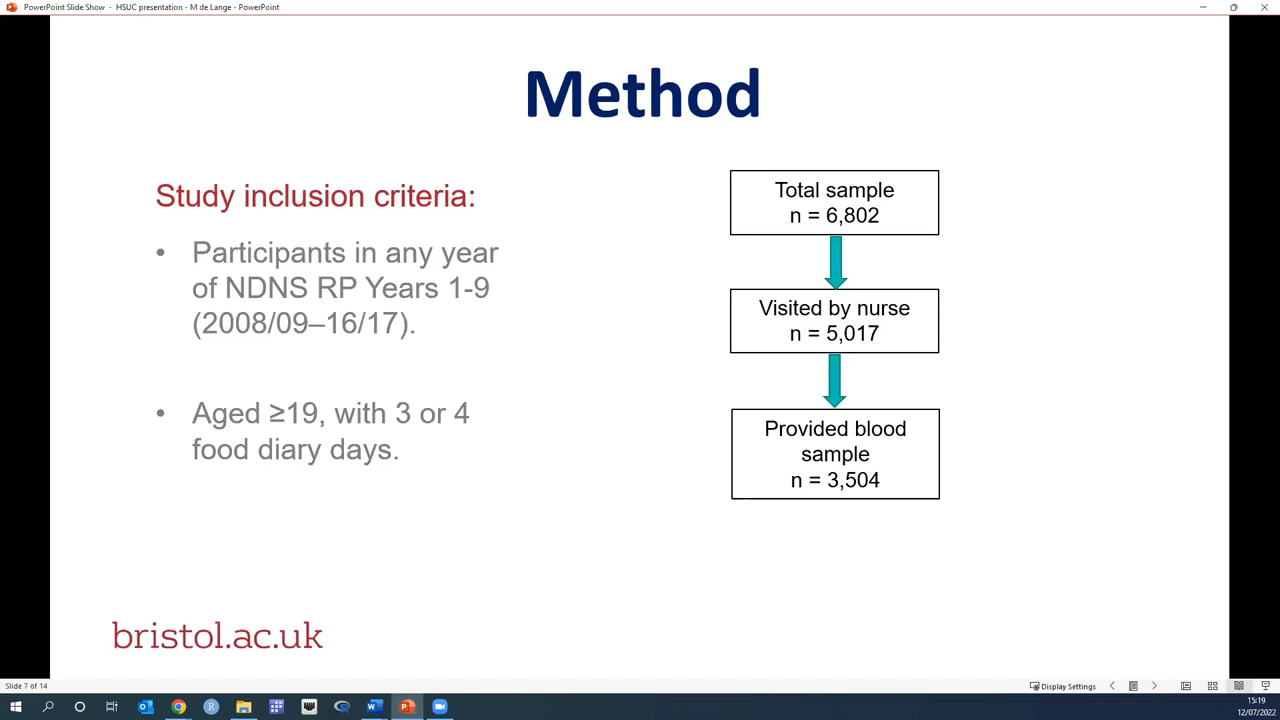 PowerPoint Slide Show - HSUC presentation - M de Lange - PowerPoint
Method
Study inclusion criteria:
• Participants in any year
of NDNS RP Years 1-9
(2008/09–16/17).
• Aged ≥19, with 3 or 4
food diary days.
Total sample
n = 6,802
Visited by nurse
n = 5,017
Provided blood
sample
n = 3,504
bristol.ac.uk
Slide 7 of 14
Display Settings
15:19
12/07/2022